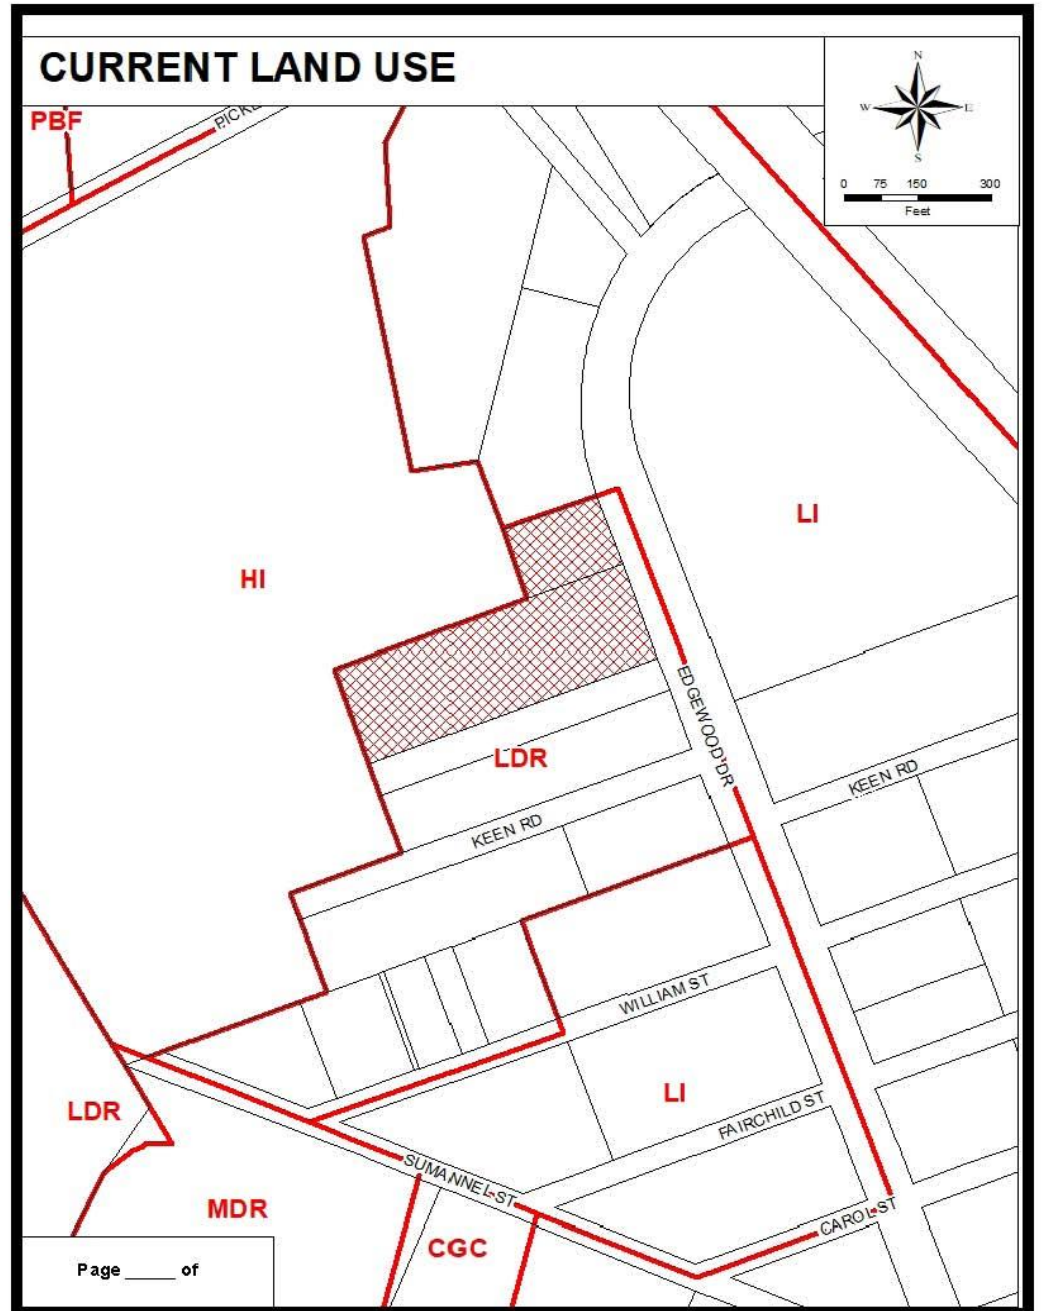 CURRENT LAND USE
N
W E
S
0 75 150 300
Feet
PBF
LI
HI
EDGEWOOD DR
LDR
KEEN RD
KEEN RD
WILLIAM ST
LI
LDR
FAIRCHILD ST
SUMANNEL ST
MDR
CAROL ST
CGC
Page _____ of